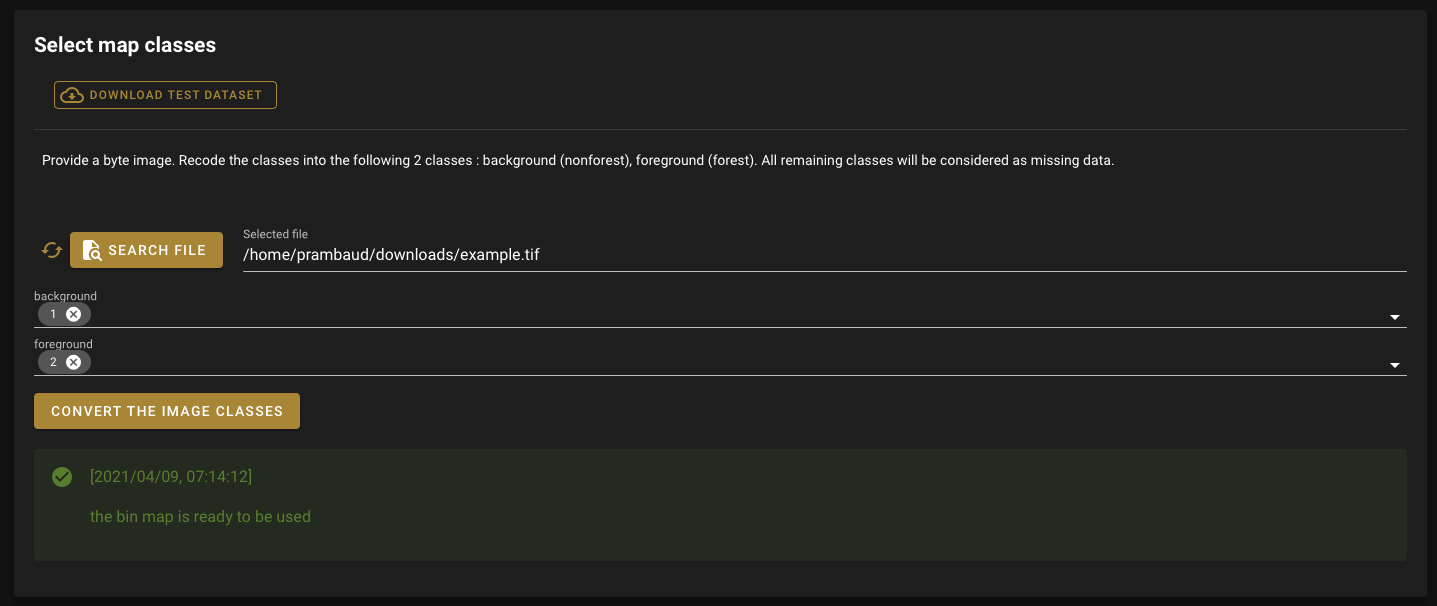 Select map classes
DOWNLOAD TEST DATASET
Provide a byte image. Recode the classes into the following 2 classes : background (nonforest), foreground (forest). All remaining classes will be considered as missing data.
SEARCH FILE
Selected file
/home/prambaud/downloads/example.tif
background
1
foreground
2
CONVERT THE IMAGE CLASSES
[2021/04/09, 07:14:12]
the bin map is ready to be used